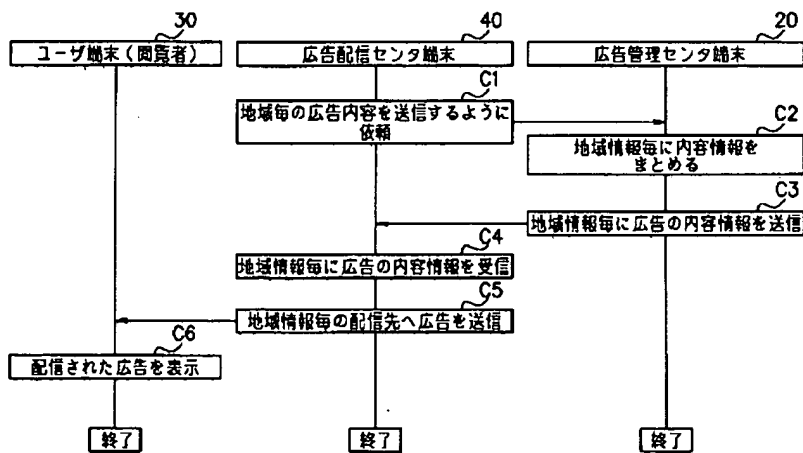 30
40
20
ユーザ端末(閲覧者)
広告配信センタ端末
広告管理センタ端末
C1
地域毎の広告内容を送信するように
依頼
C2
地域情報毎に内容情報を
まとめる
C3
地域情報毎に広告の内容情報を送信
C4
地域情報毎に広告の内容情報を受信
C5
地域情報毎の配信先へ広告を送信
C6
配信された広告を表示
終了
終了
終了